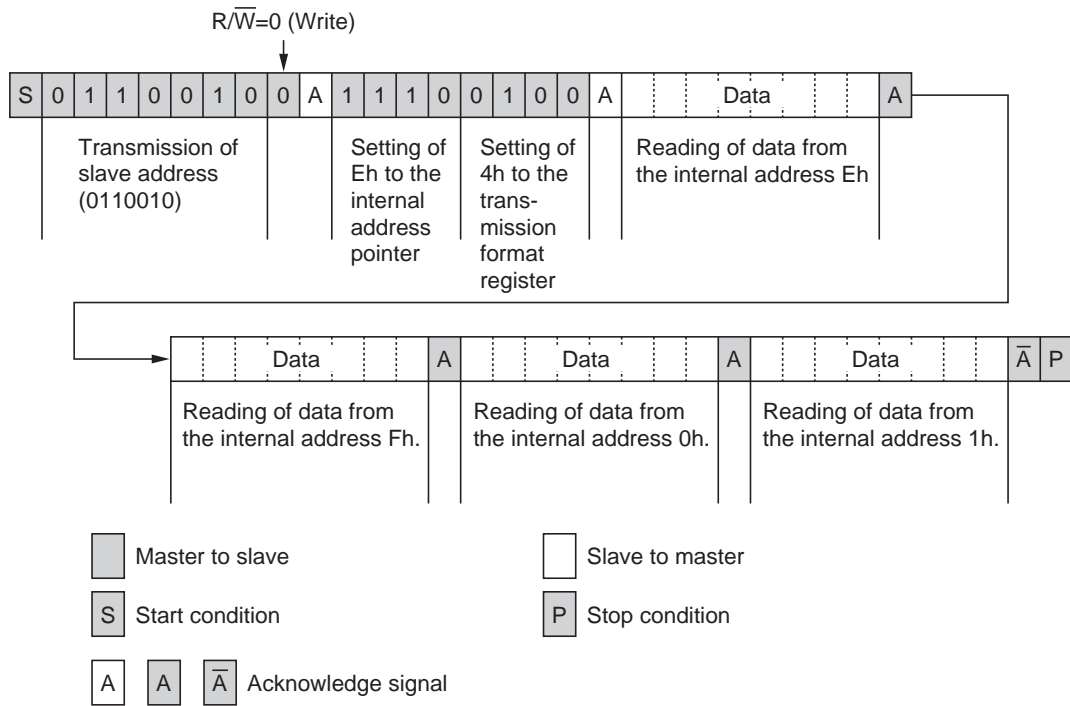 R/W̅=0 (Write)
S 0 1 1 0 0 1 0 0 A 1 1 1 0 0 1 0 0 A Data A
Transmission of
slave address
(0110010)
Setting of
Eh to the
internal
address
pointer
Setting of
4h to the
trans-
mission
format
register
Reading of data from
the internal address Eh
Data A Data A Data A̅ P
Reading of data from
the internal address Fh.
Reading of data from
the internal address 0h.
Reading of data from
the internal address 1h.
Master to slave
Slave to master
S Start condition
P Stop condition
A A A̅ Acknowledge signal